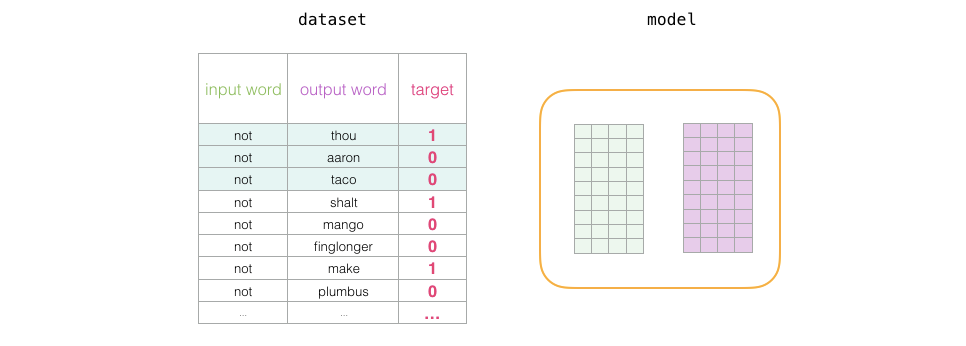 dataset model
input word output word target
not thou 1
not aaron 0
not taco 0
not shalt 1
not mango 0
not finglonger 0
not make 1
not plumbus 0
... ... ...